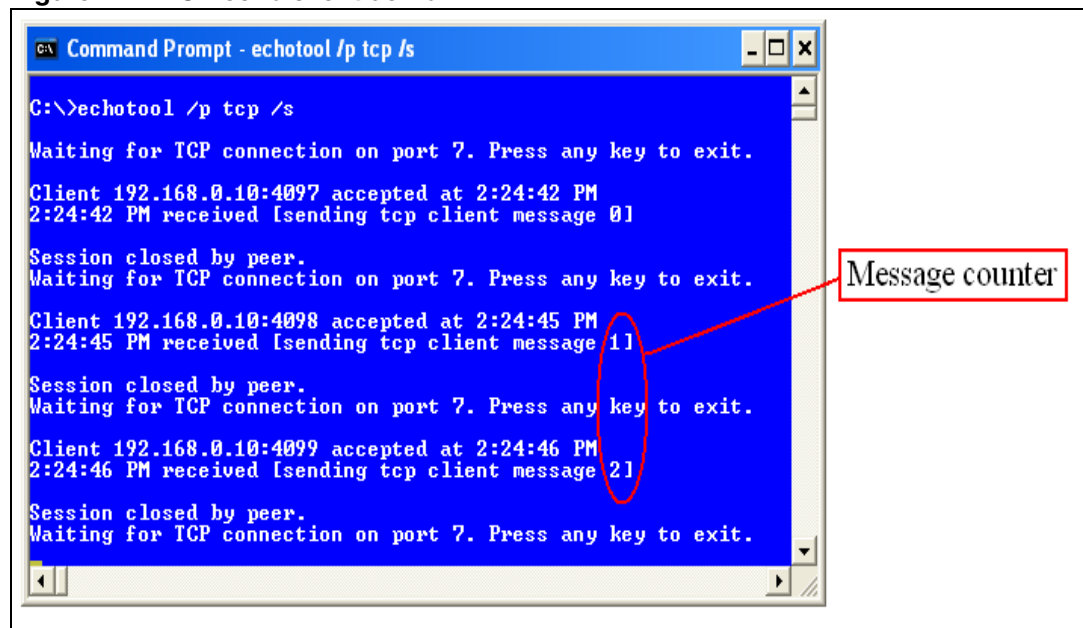 Command Prompt - echotool /p tcp /s
C:\>echotool /p tcp /s
Waiting for TCP connection on port 7. Press any key to exit.
Client 192.168.0.10:4097 accepted at 2:24:42 PM
2:24:42 PM received [sending tcp client message 0]
Session closed by peer.
Waiting for TCP connection on port 7. Press any key to exit.
Client 192.168.0.10:4098 accepted at 2:24:45 PM
2:24:45 PM received [sending tcp client message 1]
Session closed by peer.
Waiting for TCP connection on port 7. Press any key to exit.
Client 192.168.0.10:4099 accepted at 2:24:46 PM
2:24:46 PM received [sending tcp client message 2]
Session closed by peer.
Waiting for TCP connection on port 7. Press any key to exit.
Message counter